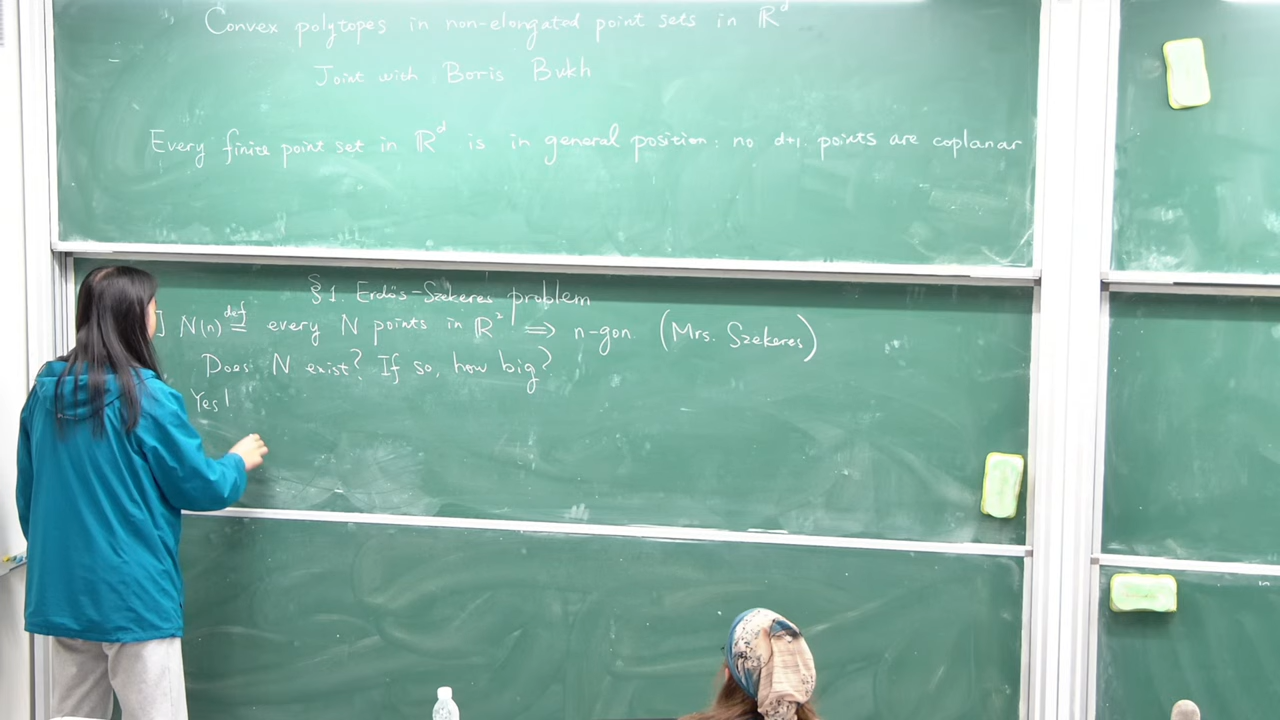 Convex polytopes in non-elongated point sets in ℝ^d
Joint with Boris Bukh
Every finite point set in ℝ^d is in general position: no d+1 points are coplanar
§1. Erdős-Szekeres problem
] N(n) def= every N points in ℝ² ⟹ n-gon. (Mrs. Szekeres)
Does N exist? If so, how big?
Yes!